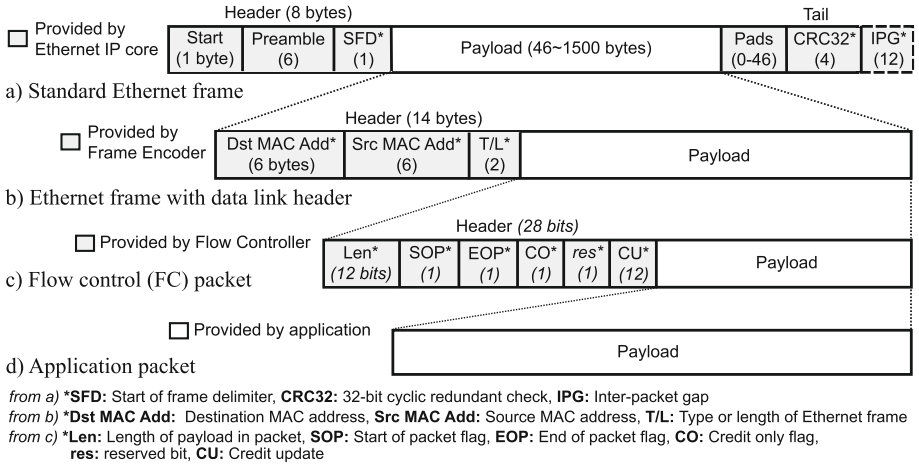 Header (8 bytes)
Tail
Provided by
Ethernet IP core
Start
(1 byte)
Preamble
(6)
SFD*
(1)
Payload (46~1500 bytes)
Pads
(0-46)
CRC32*
(4)
IPG*
(12)
a) Standard Ethernet frame
Header (14 bytes)
Provided by
Frame Encoder
Dst MAC Add*
(6 bytes)
Src MAC Add*
(6)
T/L*
(2)
Payload
b) Ethernet frame with data link header
Header (28 bits)
Provided by Flow Controller
Len*
(12 bits)
SOP*
(1)
EOP*
(1)
CO*
(1)
res*
(1)
CU*
(12)
Payload
c) Flow control (FC) packet
Provided by application
Payload
d) Application packet
from a) *SFD: Start of frame delimiter, CRC32: 32-bit cyclic redundant check, IPG: Inter-packet gap
from b) *Dst MAC Add: Destination MAC address, Src MAC Add: Source MAC address, T/L: Type or length of Ethernet frame
from c) *Len: Length of payload in packet, SOP: Start of packet flag, EOP: End of packet flag, CO: Credit only flag,
res: reserved bit, CU: Credit update